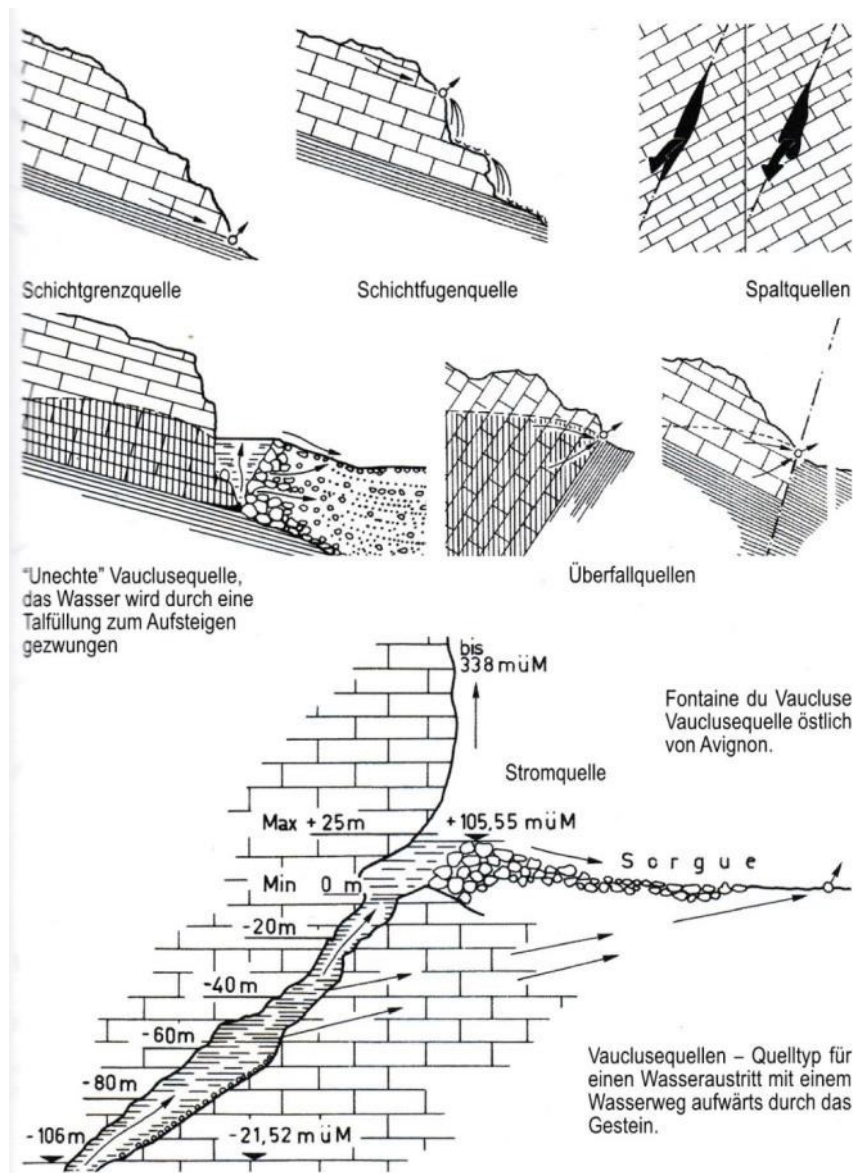 Schichtgrenzquelle
Schichtfugenquelle
Spaltquellen
"Unechte" Vauclusequelle,
das Wasser wird durch eine
Talfüllung zum Aufsteigen
gezwungen
Überfallquellen
bis
338 müM
Fontaine du Vaucluse
Vauclusequelle östlich
von Avignon.
Stromquelle
Max + 25m
+ 105,55 müM
Sorgue
Min 0 m
-20m
-40m
-60m
-80m
-106m
-21,52 müM
Vauclusequellen – Quelltyp für
einen Wasseraustritt mit einem
Wasserweg aufwärts durch das
Gestein.